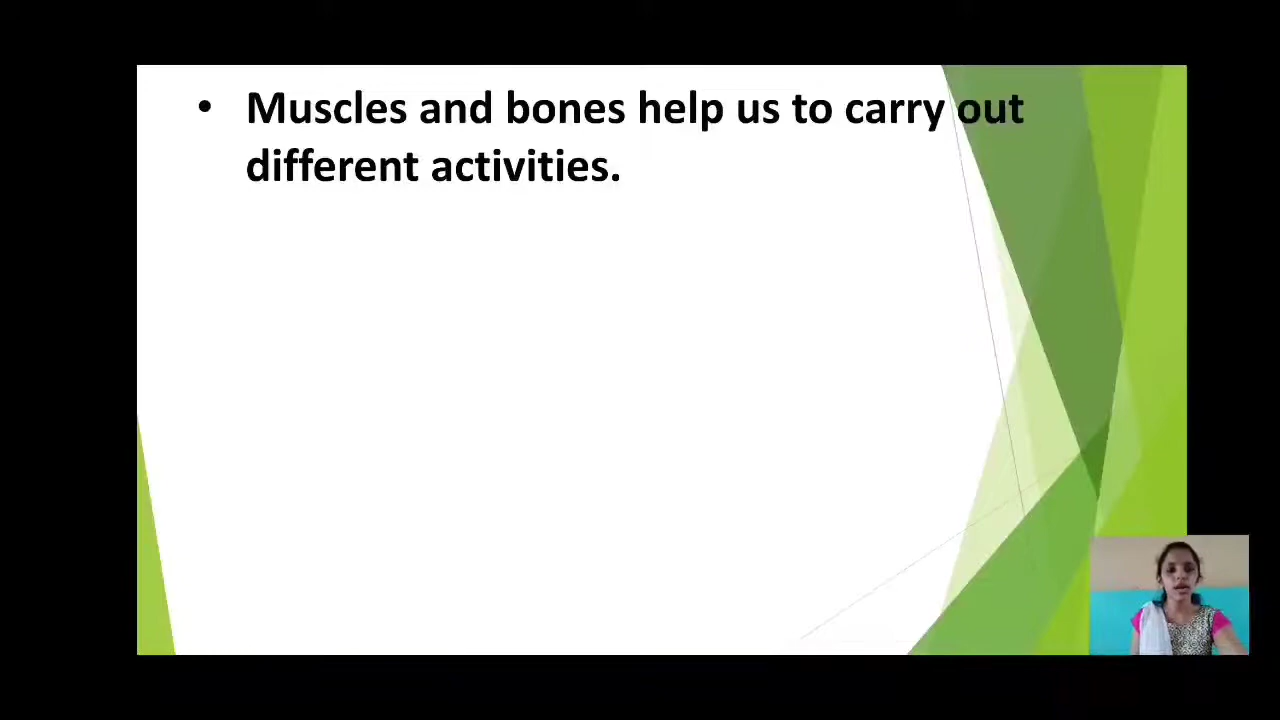 • Muscles and bones help us to carry out
different activities.